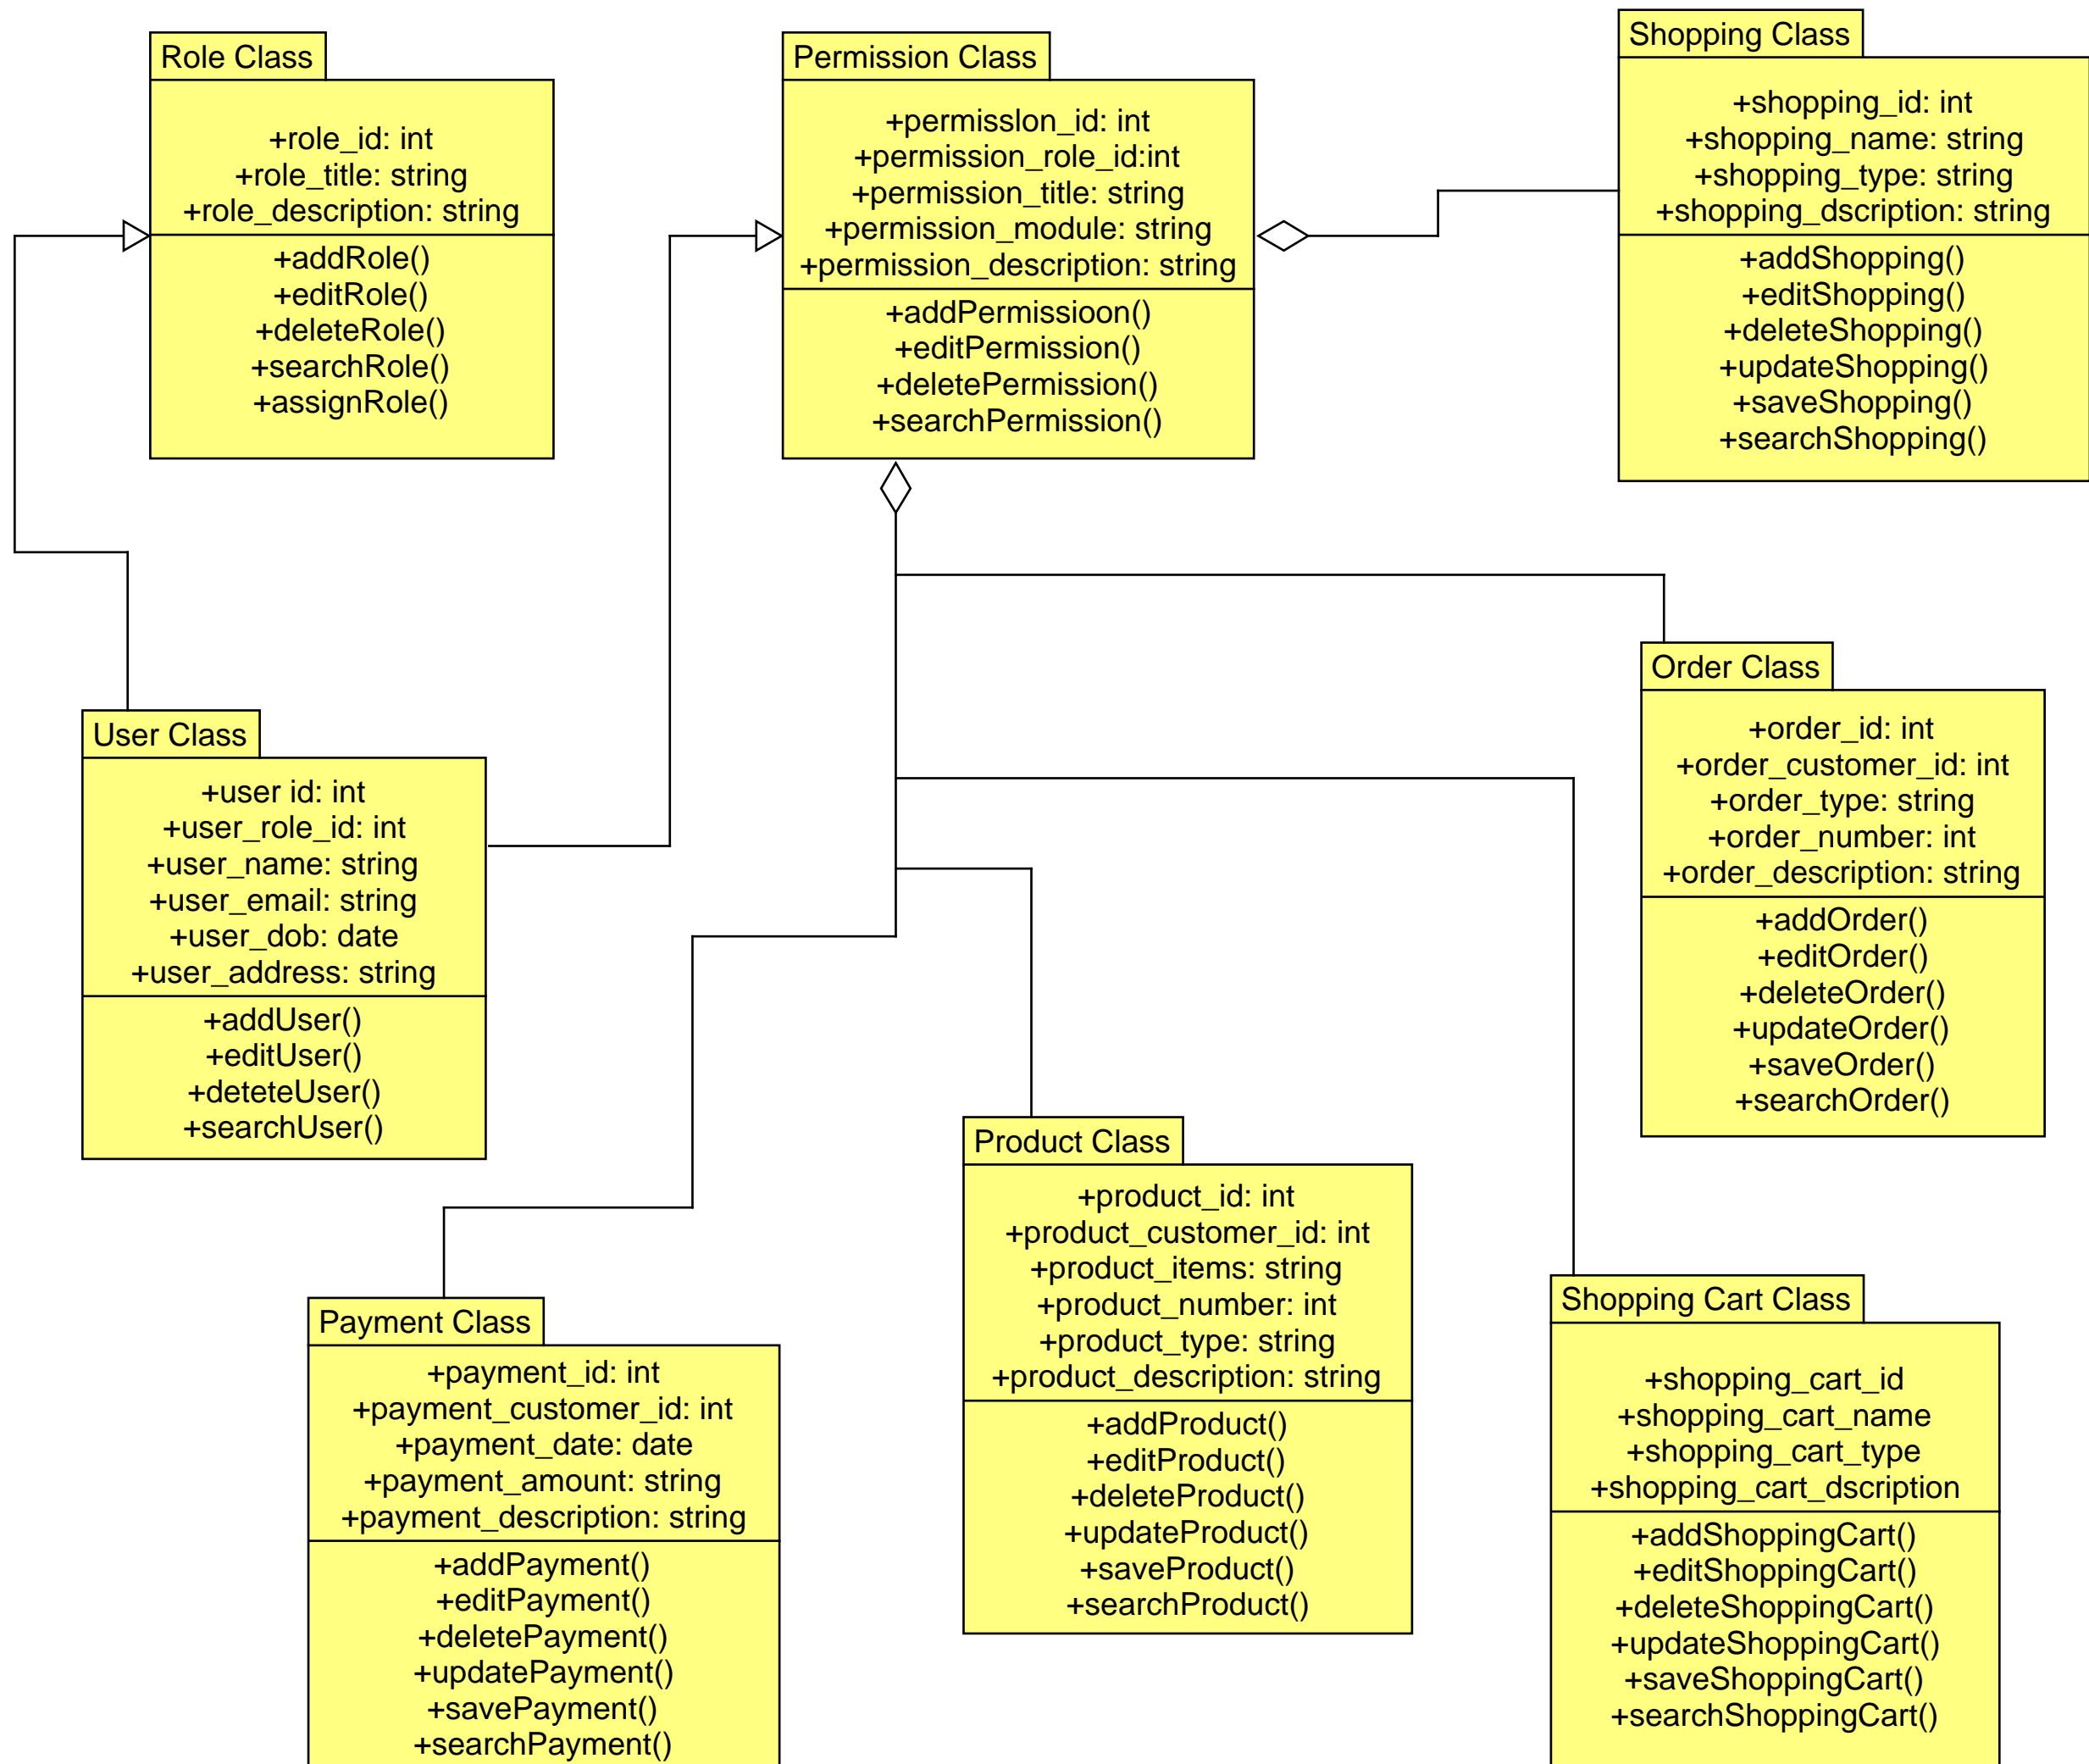 Role Class
+role_id: int
+role_title: string
+role_description: string
+addRole()
+editRole()
+deleteRole()
+searchRole()
+assignRole()
Permission Class
+permisslon_id: int
+permission_role_id:int
+permission_title: string
+permission_module: string
+permission_description: string
+addPermissioon()
+editPermission()
+deletePermission()
+searchPermission()
Shopping Class
+shopping_id: int
+shopping_name: string
+shopping_type: string
+shopping_dscription: string
+addShopping()
+editShopping()
+deleteShopping()
+updateShopping()
+saveShopping()
+searchShopping()
User Class
+user id: int
+user_role_id: int
+user_name: string
+user_email: string
+user_dob: date
+user_address: string
+addUser()
+editUser()
+deteteUser()
+searchUser()
Order Class
+order_id: int
+order_customer_id: int
+order_type: string
+order_number: int
+order_description: string
+addOrder()
+editOrder()
+deleteOrder()
+updateOrder()
+saveOrder()
+searchOrder()
Payment Class
+payment_id: int
+payment_customer_id: int
+payment_date: date
+payment_amount: string
+payment_description: string
+addPayment()
+editPayment()
+deletePayment()
+updatePayment()
+savePayment()
+searchPayment()
Product Class
+product_id: int
+product_customer_id: int
+product_items: string
+product_number: int
+product_type: string
+product_description: string
+addProduct()
+editProduct()
+deleteProduct()
+updateProduct()
+saveProduct()
+searchProduct()
Shopping Cart Class
+shopping_cart_id
+shopping_cart_name
+shopping_cart_type
+shopping_cart_dscription
+addShoppingCart()
+editShoppingCart()
+deleteShoppingCart()
+updateShoppingCart()
+saveShoppingCart()
+searchShoppingCart()